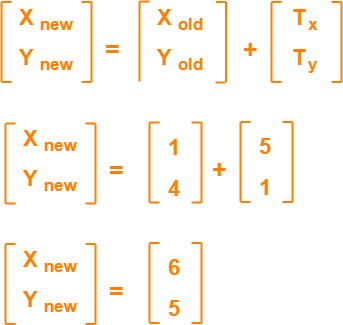 X new X old Tx
= +
Y new Y old Ty
X new 1 5
= +
Y new 4 1
X new 6
=
Y new 5